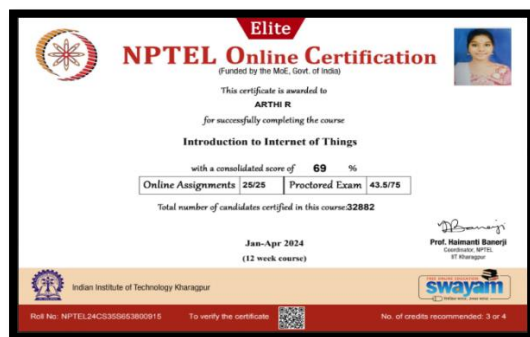 Elite
NPTEL Online Certification
(Funded by the MoE, Govt. of India)
This certificate is awarded to
ARTHI R
for successfully completing the course
Introduction to Internet of Things
with a consolidated score of 69 %
Online Assignments 25/25 Proctored Exam 43.5/75
Total number of candidates certified in this course:32882
Jan-Apr 2024
(12 week course)
Prof. Haimanti Banerji
Coordinator, NPTEL
IIT Kharagpur
Indian Institute of Technology Kharagpur
FREE ONLINE EDUCATION
swayam
Roll No: NPTEL24CS35S653800915 To verify the certificate No. of credits recommended: 3 or 4